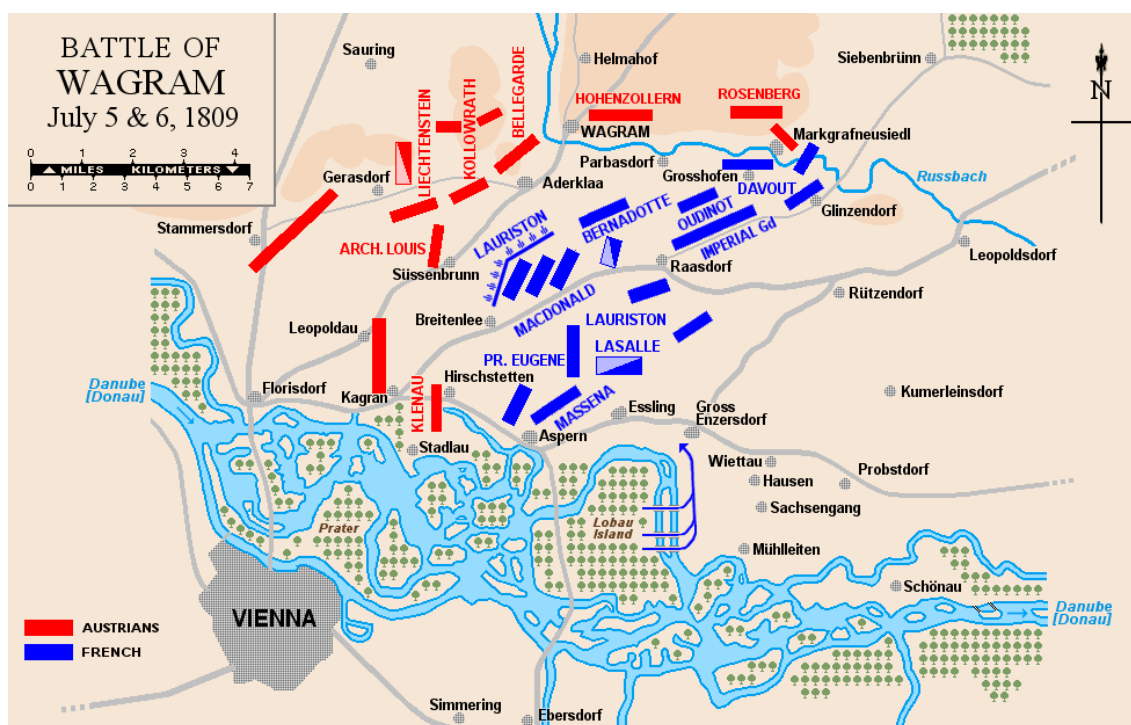 BATTLE OF
WAGRAM
July 5 & 6, 1809
0 1 2 3 4
MILES KILOMETERS
0 1 2 3 4 5 6 7
Sauring
Helmahof
Siebenbrünn
N
HOHENZOLLERN
ROSENBERG
BELLEGARDE
KOLLOWRATH
LIECHTENSTEIN
WAGRAM
Markgrafneusiedl
Parbasdorf
Grosshofen
Russbach
Gerasdorf
Aderklaa
DAVOUT
Glinzendorf
Stammersdorf
LAURISTON
BERNADOTTE
OUDINOT
IMPERIAL Gd
ARCH. LOUIS
Süssenbrunn
Raasdorf
Leopoldsdorf
MACDONALD
Rützendorf
Leopoldau
Breitenlee
LAURISTON
PR. EUGENE
LASALLE
Danube
[Donau]
Florisdorf
Kagran
Hirschstetten
KLENAU
MASSENA
Essling
Gross
Enzersdorf
Kumerleinsdorf
Aspern
Stadlau
Wiettau
Hausen
Probstdorf
Sachsengang
Prater
Lobau
Island
Mühlleiten
Schönau
VIENNA
Danube
[Donau]
AUSTRIANS
FRENCH
Simmering
Ebersdorf